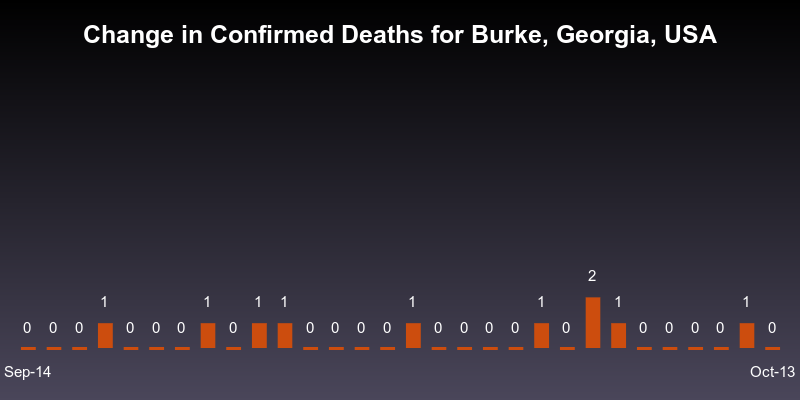 Change in Confirmed Deaths for Burke, Georgia, USA
2
1 1 1 1 1 1 1 1
0 0 0 0 0 0 0 0 0 0 0 0 0 0 0 0 0 0 0 0 0
Sep-14 Oct-13